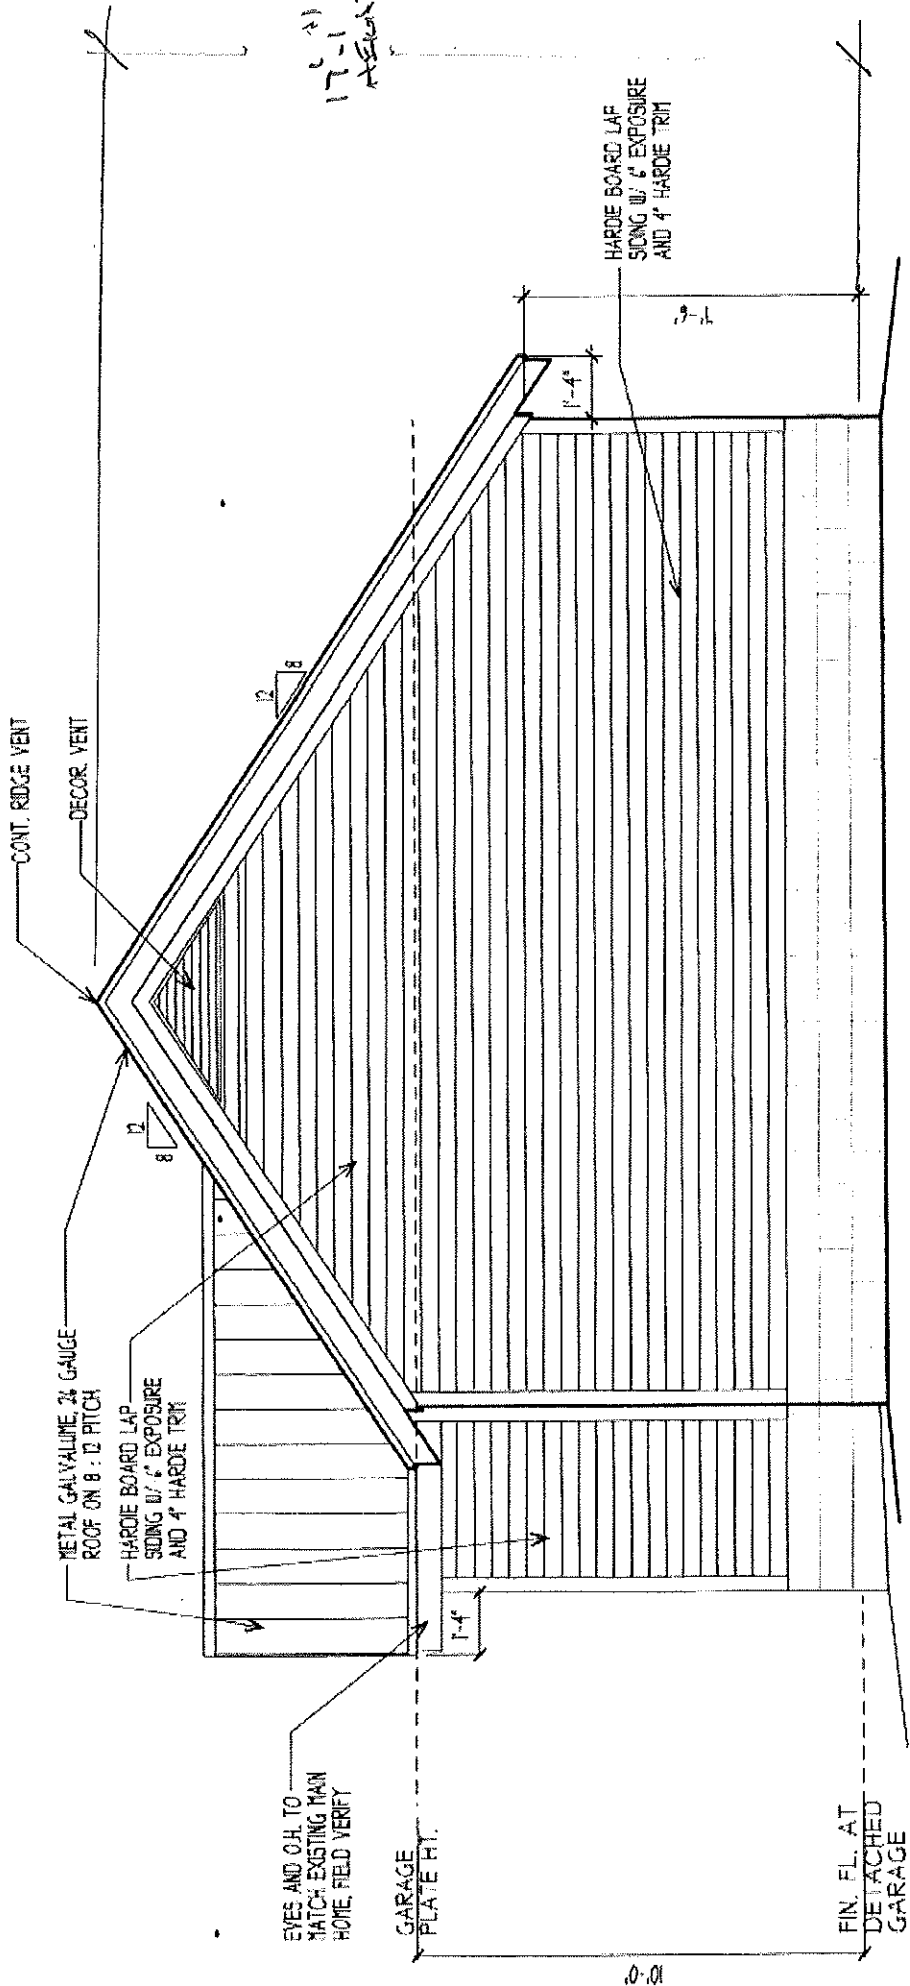 CONT. RIDGE VENT
DECOR. VENT
METAL GALVALUME, 26 GAUGE
ROOF ON 8 : 12 PITCH
HARDIE BOARD LAP
SIDING W/ 6" EXPOSURE
AND 4" HARDIE TRIM
12
8
12
8
EVES AND O.H. TO
MATCH EXISTING MAIN
HOME, FIELD VERIFY
GARAGE
PLATE HT.
10'-0"
1'-4"
FIN. FL. AT
DETACHED
GARAGE
1'-4"
7'-6"
HARDIE BOARD LAP
SIDING W/ 6" EXPOSURE
AND 4" HARDIE TRIM